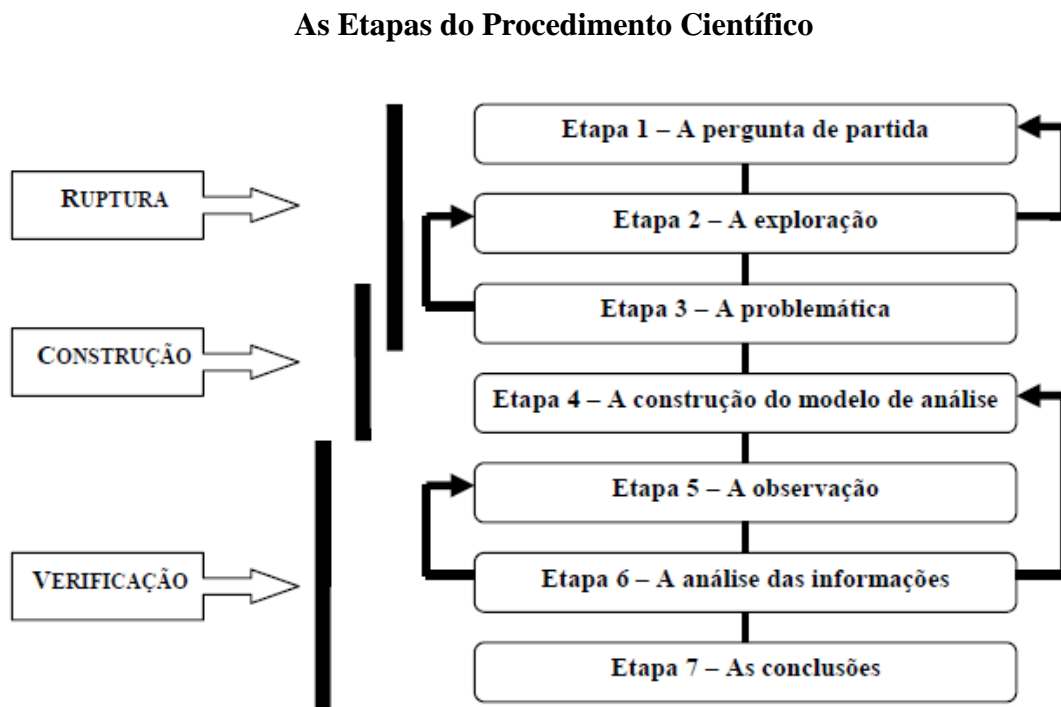 As Etapas do Procedimento Científico
Etapa 1 – A pergunta de partida
RUPTURA
Etapa 2 – A exploração
Etapa 3 – A problemática
CONSTRUÇÃO
Etapa 4 – A construção do modelo de análise
Etapa 5 – A observação
VERIFICAÇÃO
Etapa 6 – A análise das informações
Etapa 7 – As conclusões